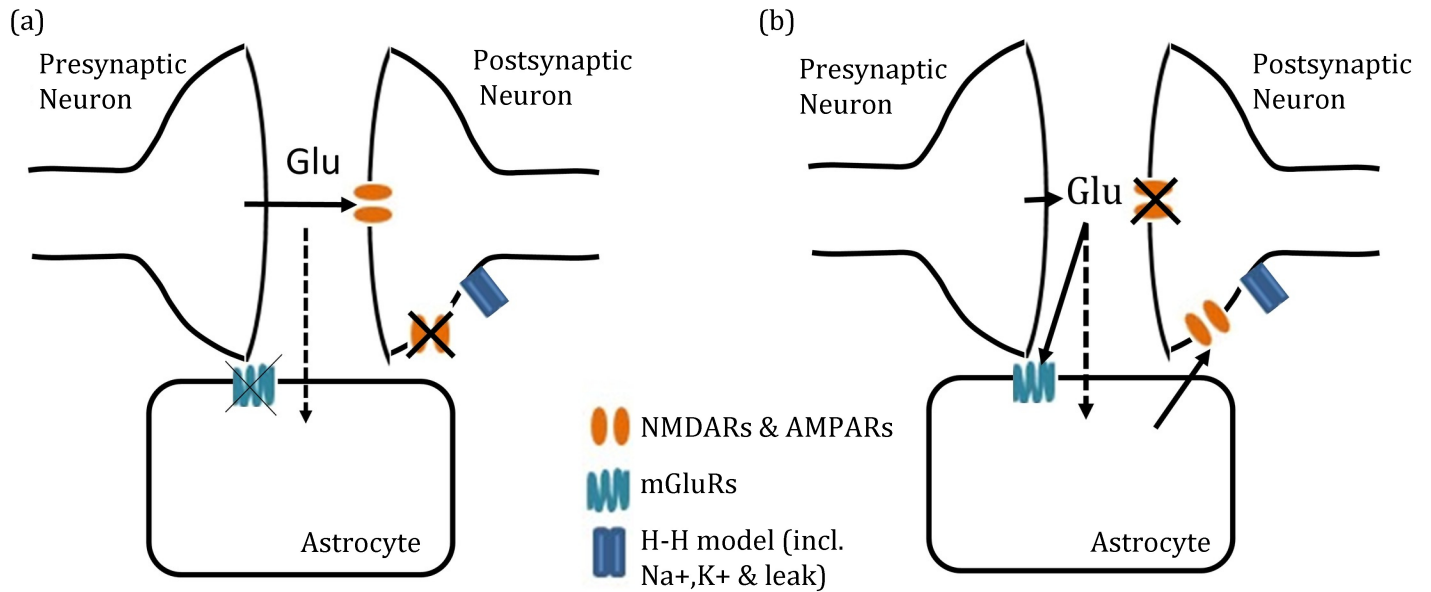 (a)
Presynaptic
Neuron
Postsynaptic
Neuron
Glu
Astrocyte
NMDARs & AMPARs
mGluRs
H-H model (incl.
Na+,K+ & leak)
(b)
Presynaptic
Neuron
Postsynaptic
Neuron
Glu
Astrocyte